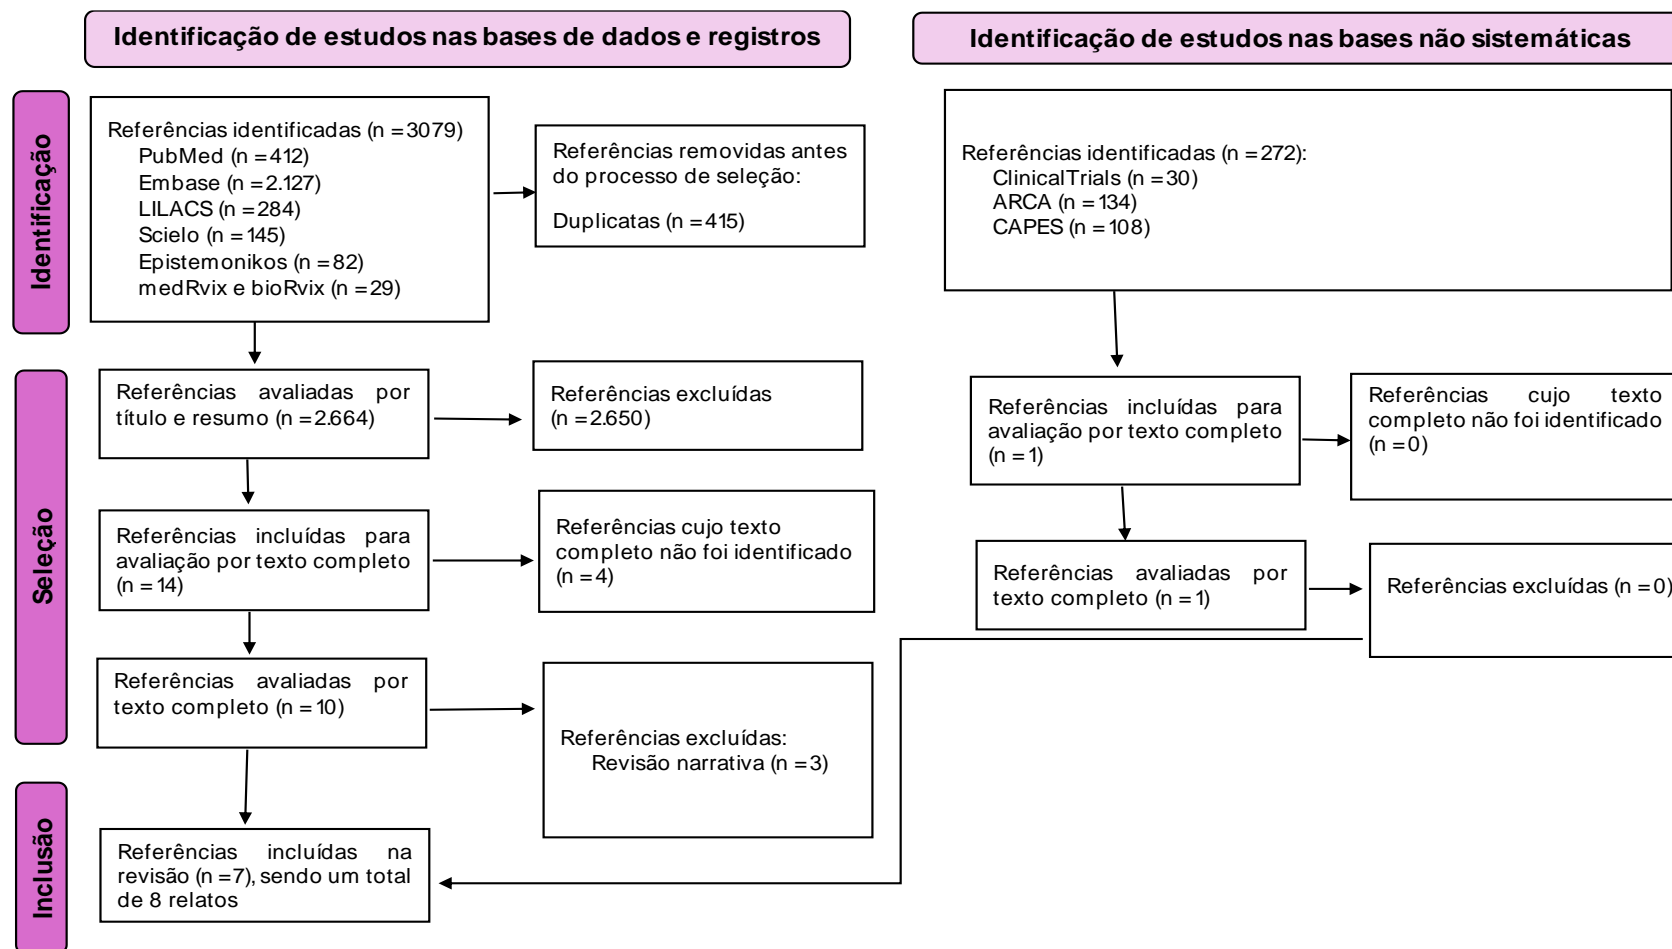 Identificação de estudos nas bases de dados e registros
Identificação de estudos nas bases não sistemáticas
Identificação
Referências identificadas (n = 3079)
PubMed (n = 412)
Embase (n = 2.127)
LILACS (n = 284)
Scielo (n = 145)
Epistemonikos (n = 82)
medRvix e bioRvix (n = 29)
Referências removidas antes
do processo de seleção:
Duplicatas (n = 415)
Referências identificadas (n = 272):
ClinicalTrials (n = 30)
ARCA (n = 134)
CAPES (n = 108)
Seleção
Referências avaliadas por
título e resumo (n = 2.664)
Referências excluídas
(n = 2.650)
Referências incluídas para
avaliação por texto completo
(n = 1)
Referências cujo texto
completo não foi identificado
(n = 0)
Referências incluídas para
avaliação por texto completo
(n = 14)
Referências cujo texto
completo não foi identificado
(n = 4)
Referências avaliadas por
texto completo (n = 1)
Referências excluídas (n = 0)
Referências avaliadas por
texto completo (n = 10)
Referências excluídas:
Revisão narrativa (n = 3)
Inclusão
Referências incluídas na
revisão (n = 7), sendo um total
de 8 relatos